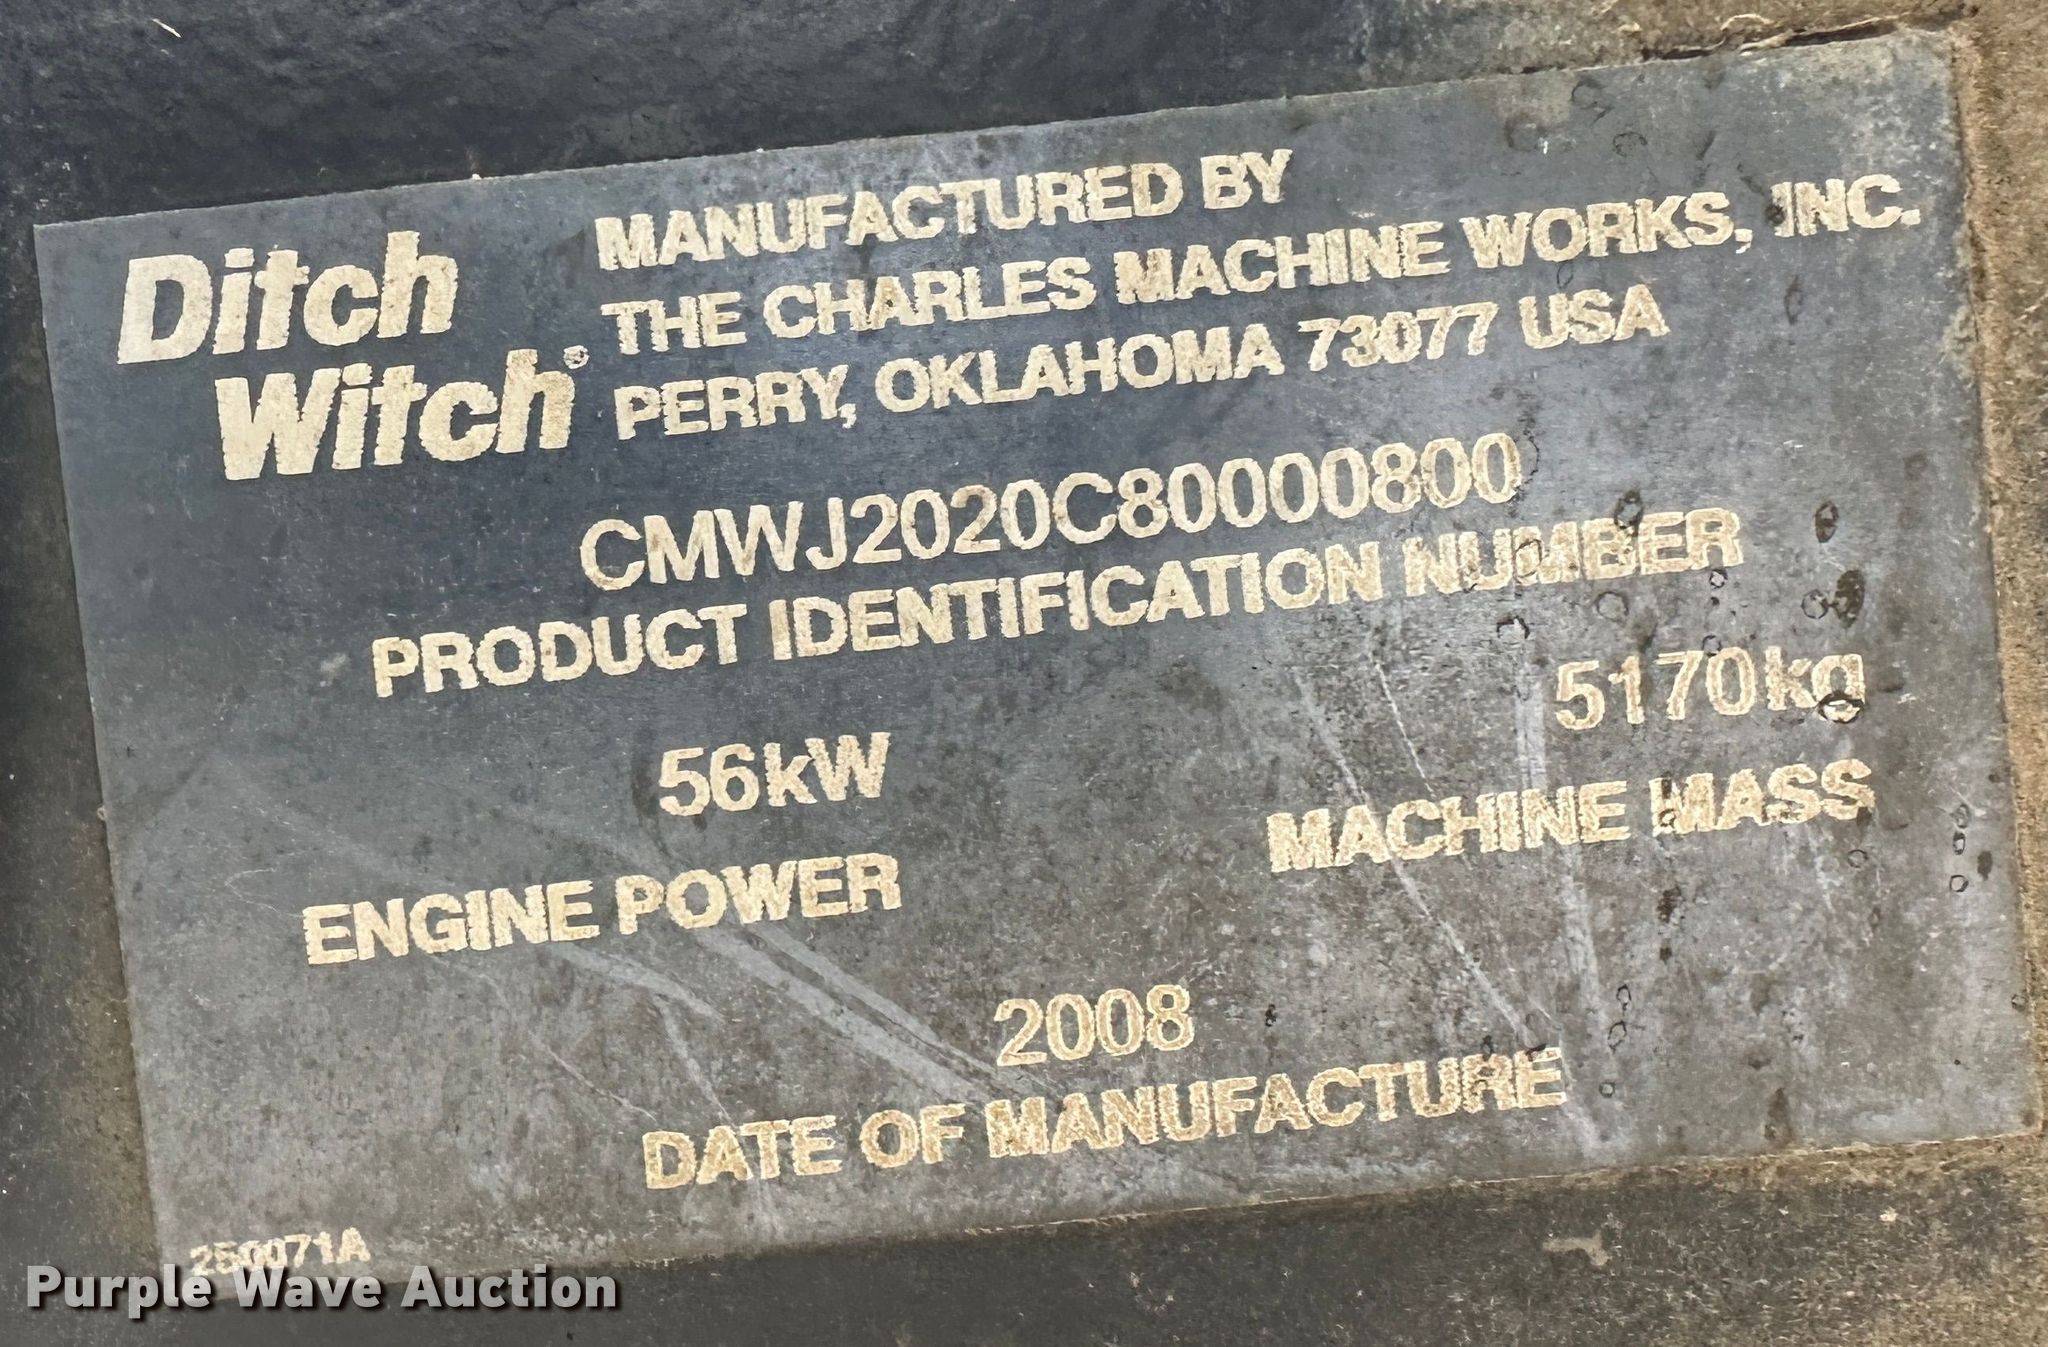 Ditch
Witch®
MANUFACTURED BY
THE CHARLES MACHINE WORKS, INC.
PERRY, OKLAHOMA 73077 USA
CMWJ2020C80000800
PRODUCT IDENTIFICATION NUMBER
56kW
ENGINE POWER
5170kg
MACHINE MASS
2008
DATE OF MANUFACTURE
250071A
Purple Wave Auction